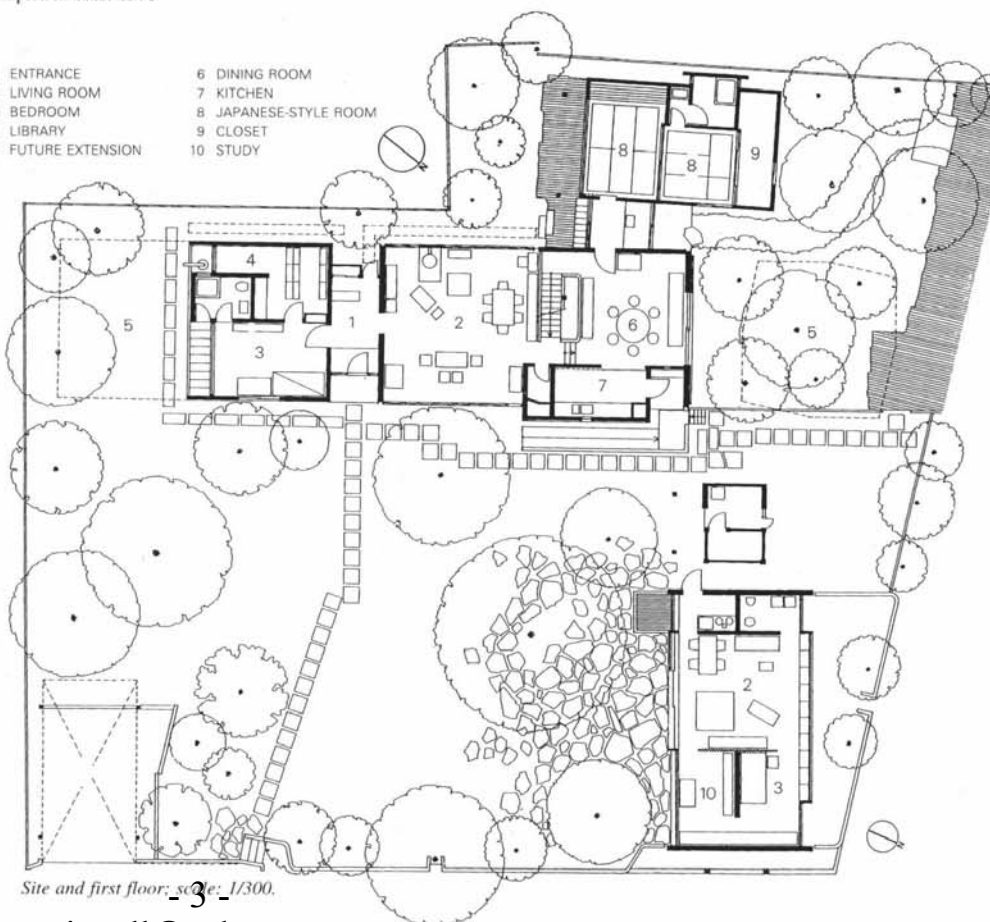 ENTRANCE
LIVING ROOM
BEDROOM
LIBRARY
FUTURE EXTENSION
6 DINING ROOM
7 KITCHEN
8 JAPANESE-STYLE ROOM
9 CLOSET
10 STUDY
N
8
8
9
4
5
1
2
6
5
3
7
2
10
3
N
Site and first floor; scale: 1/300.
- 3 -